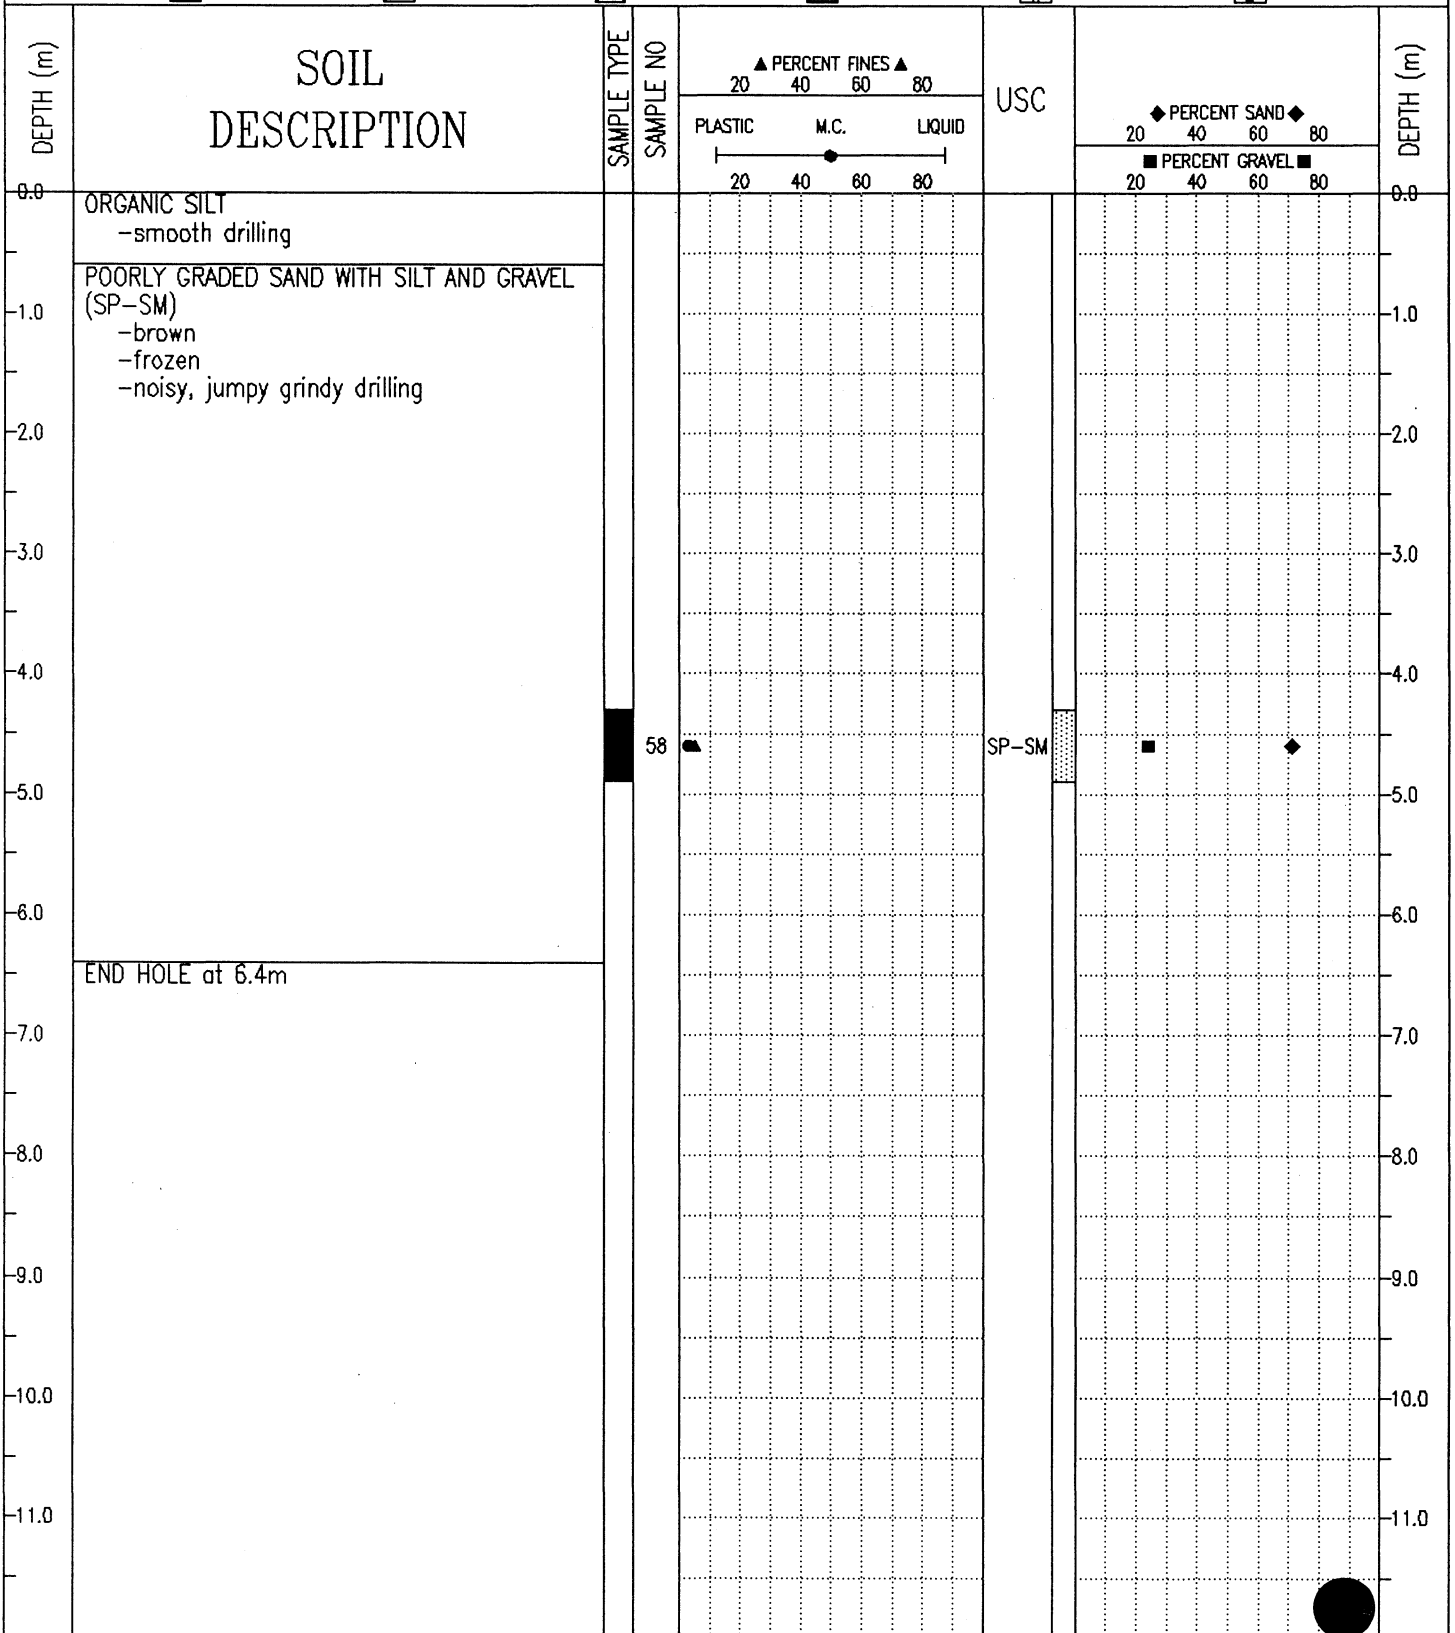 DEPTH (m)
SOIL
DESCRIPTION
SAMPLE TYPE
SAMPLE NO
▲ PERCENT FINES ▲
20 40 60 80
PLASTIC M.C. LIQUID
20 40 60 80
USC
◆ PERCENT SAND ◆
20 40 60 80
■ PERCENT GRAVEL ■
20 40 60 80
DEPTH (m)
0.0
ORGANIC SILT
-smooth drilling
POORLY GRADED SAND WITH SILT AND GRAVEL
(SP-SM)
-brown
-frozen
-noisy, jumpy grindy drilling
1.0
2.0
3.0
4.0
58
SP-SM
5.0
6.0
END HOLE at 6.4m
7.0
8.0
9.0
10.0
11.0
0.0
1.0
2.0
3.0
4.0
5.0
6.0
7.0
8.0
9.0
10.0
11.0